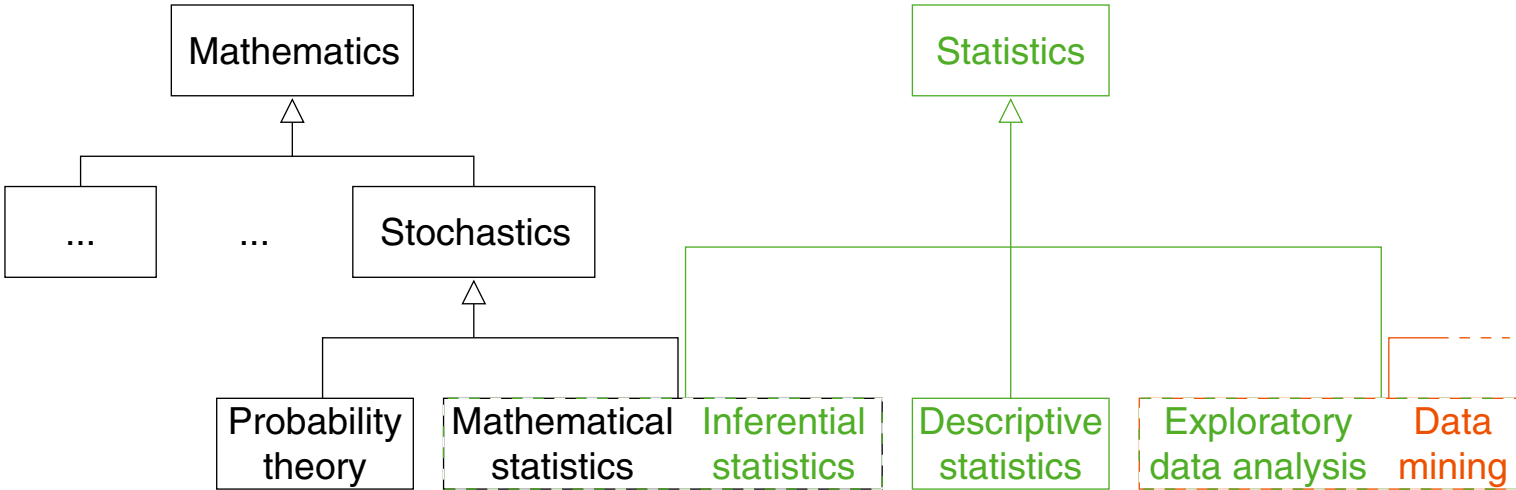 Mathematics
Statistics
...
...
Stochastics
Probability
theory
Mathematical
statistics
Inferential
statistics
Descriptive
statistics
Exploratory
data analysis
Data
mining